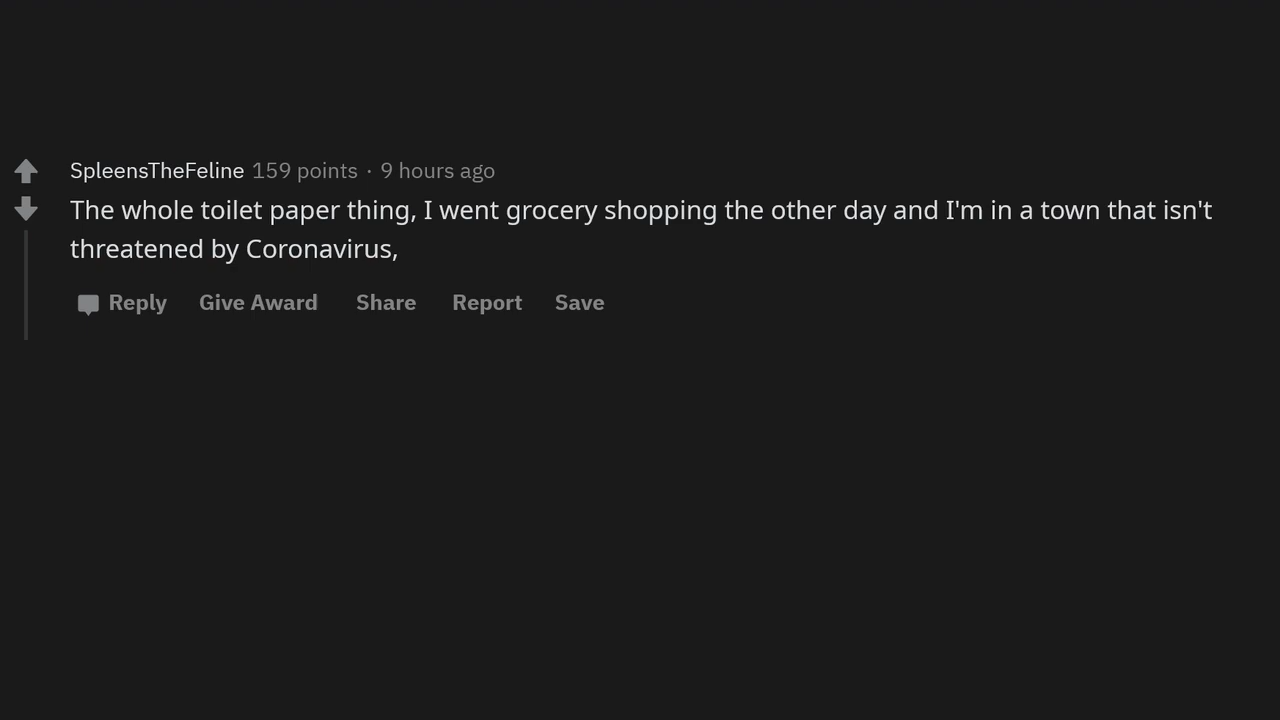 SpleensTheFeline 159 points · 9 hours ago
The whole toilet paper thing, I went grocery shopping the other day and I'm in a town that isn't
threatened by Coronavirus,
Reply Give Award Share Report Save